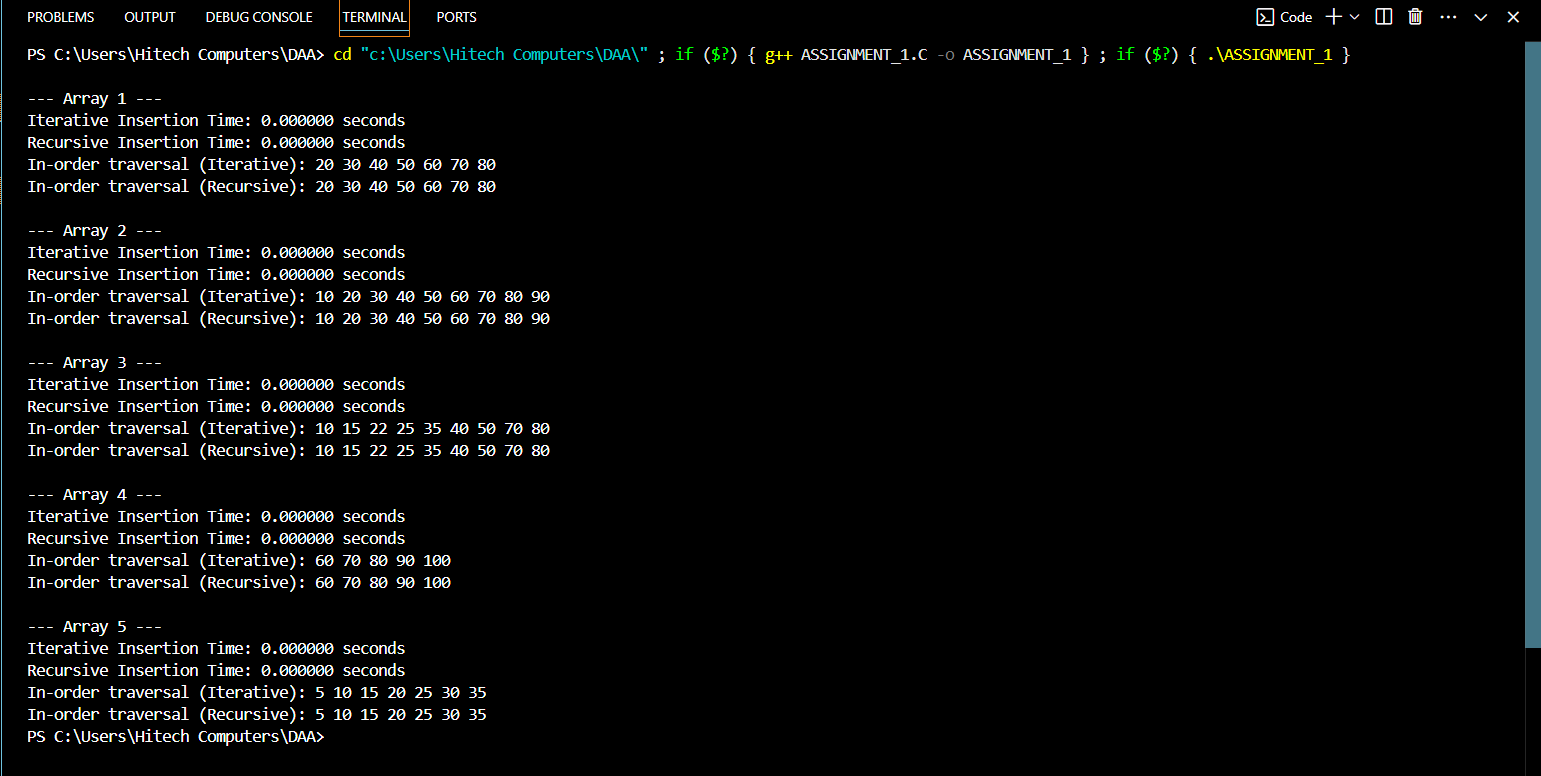 PROBLEMS OUTPUT DEBUG CONSOLE TERMINAL PORTS Code
PS C:\Users\Hitech Computers\DAA> cd "c:\Users\Hitech Computers\DAA\" ; if ($?) { g++ ASSIGNMENT_1.C -o ASSIGNMENT_1 } ; if ($?) { .\ASSIGNMENT_1 }
--- Array 1 ---
Iterative Insertion Time: 0.000000 seconds
Recursive Insertion Time: 0.000000 seconds
In-order traversal (Iterative): 20 30 40 50 60 70 80
In-order traversal (Recursive): 20 30 40 50 60 70 80
--- Array 2 ---
Iterative Insertion Time: 0.000000 seconds
Recursive Insertion Time: 0.000000 seconds
In-order traversal (Iterative): 10 20 30 40 50 60 70 80 90
In-order traversal (Recursive): 10 20 30 40 50 60 70 80 90
--- Array 3 ---
Iterative Insertion Time: 0.000000 seconds
Recursive Insertion Time: 0.000000 seconds
In-order traversal (Iterative): 10 15 22 25 35 40 50 70 80
In-order traversal (Recursive): 10 15 22 25 35 40 50 70 80
--- Array 4 ---
Iterative Insertion Time: 0.000000 seconds
Recursive Insertion Time: 0.000000 seconds
In-order traversal (Iterative): 60 70 80 90 100
In-order traversal (Recursive): 60 70 80 90 100
--- Array 5 ---
Iterative Insertion Time: 0.000000 seconds
Recursive Insertion Time: 0.000000 seconds
In-order traversal (Iterative): 5 10 15 20 25 30 35
In-order traversal (Recursive): 5 10 15 20 25 30 35
PS C:\Users\Hitech Computers\DAA>